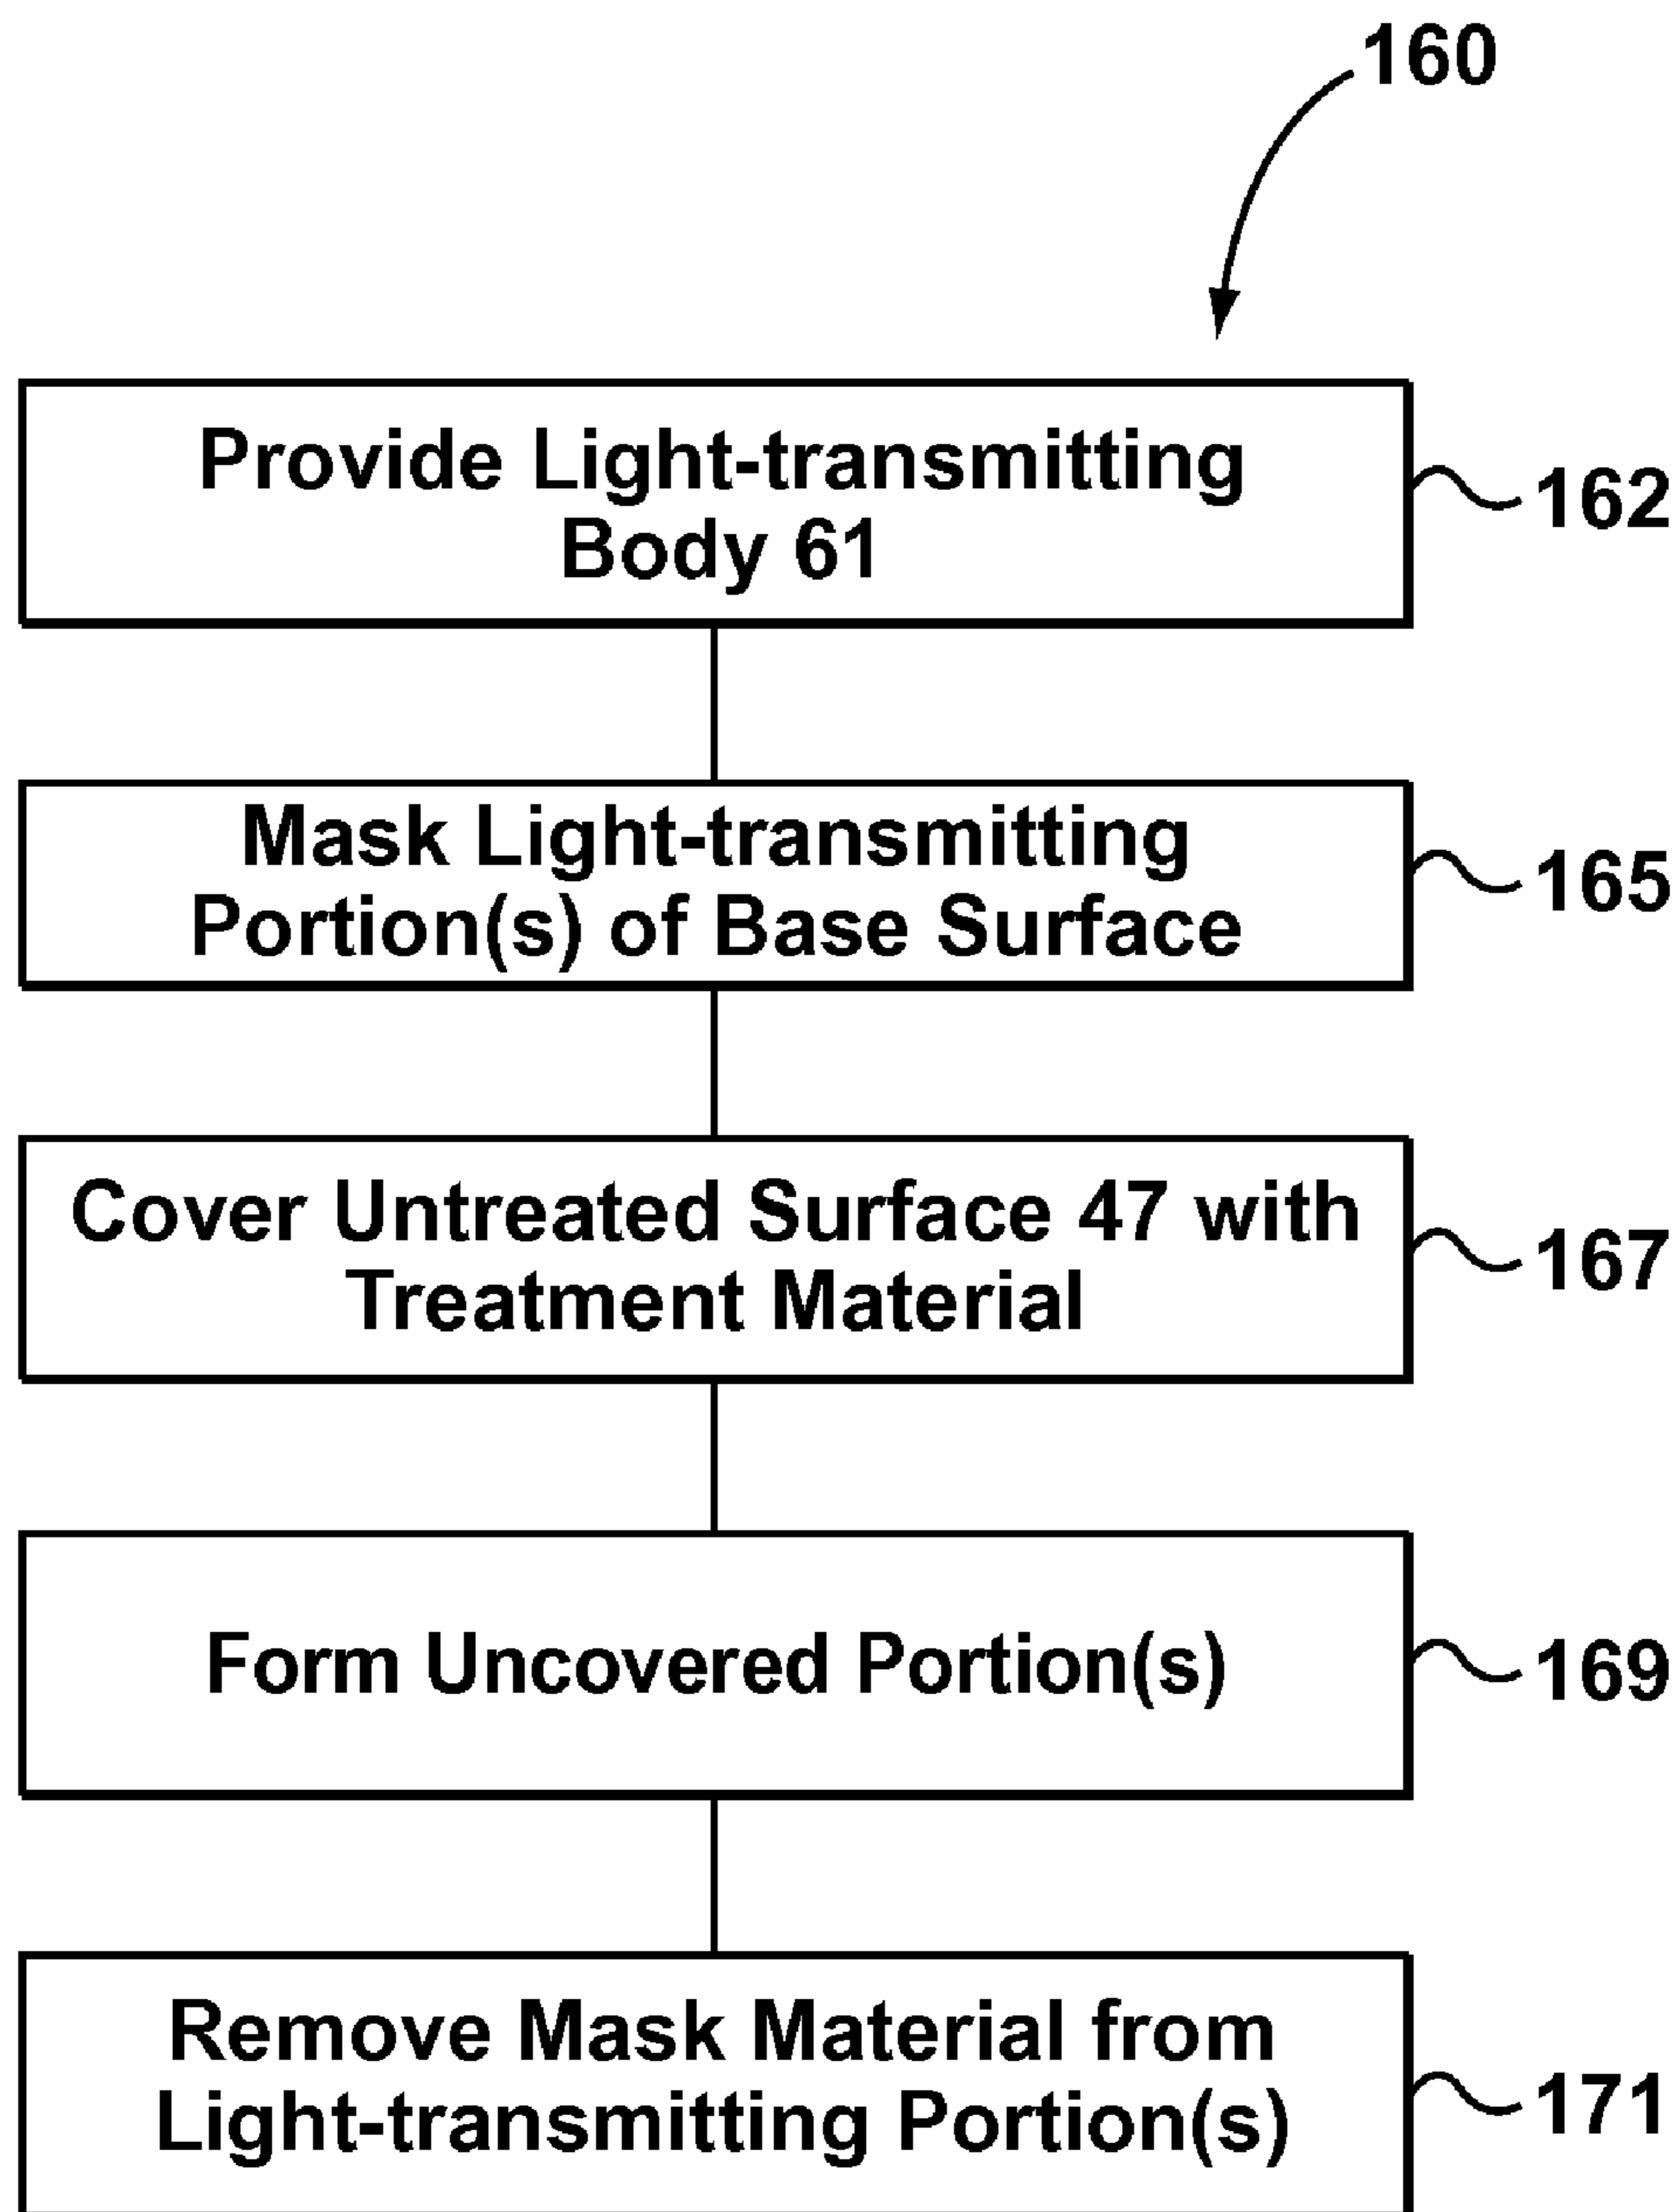 160
Provide Light-transmitting
Body 61
162
Mask Light-transmitting
Portion(s) of Base Surface
165
Cover Untreated Surface 47 with
Treatment Material
167
Form Uncovered Portion(s)
169
Remove Mask Material from
Light-transmitting Portion(s)
171